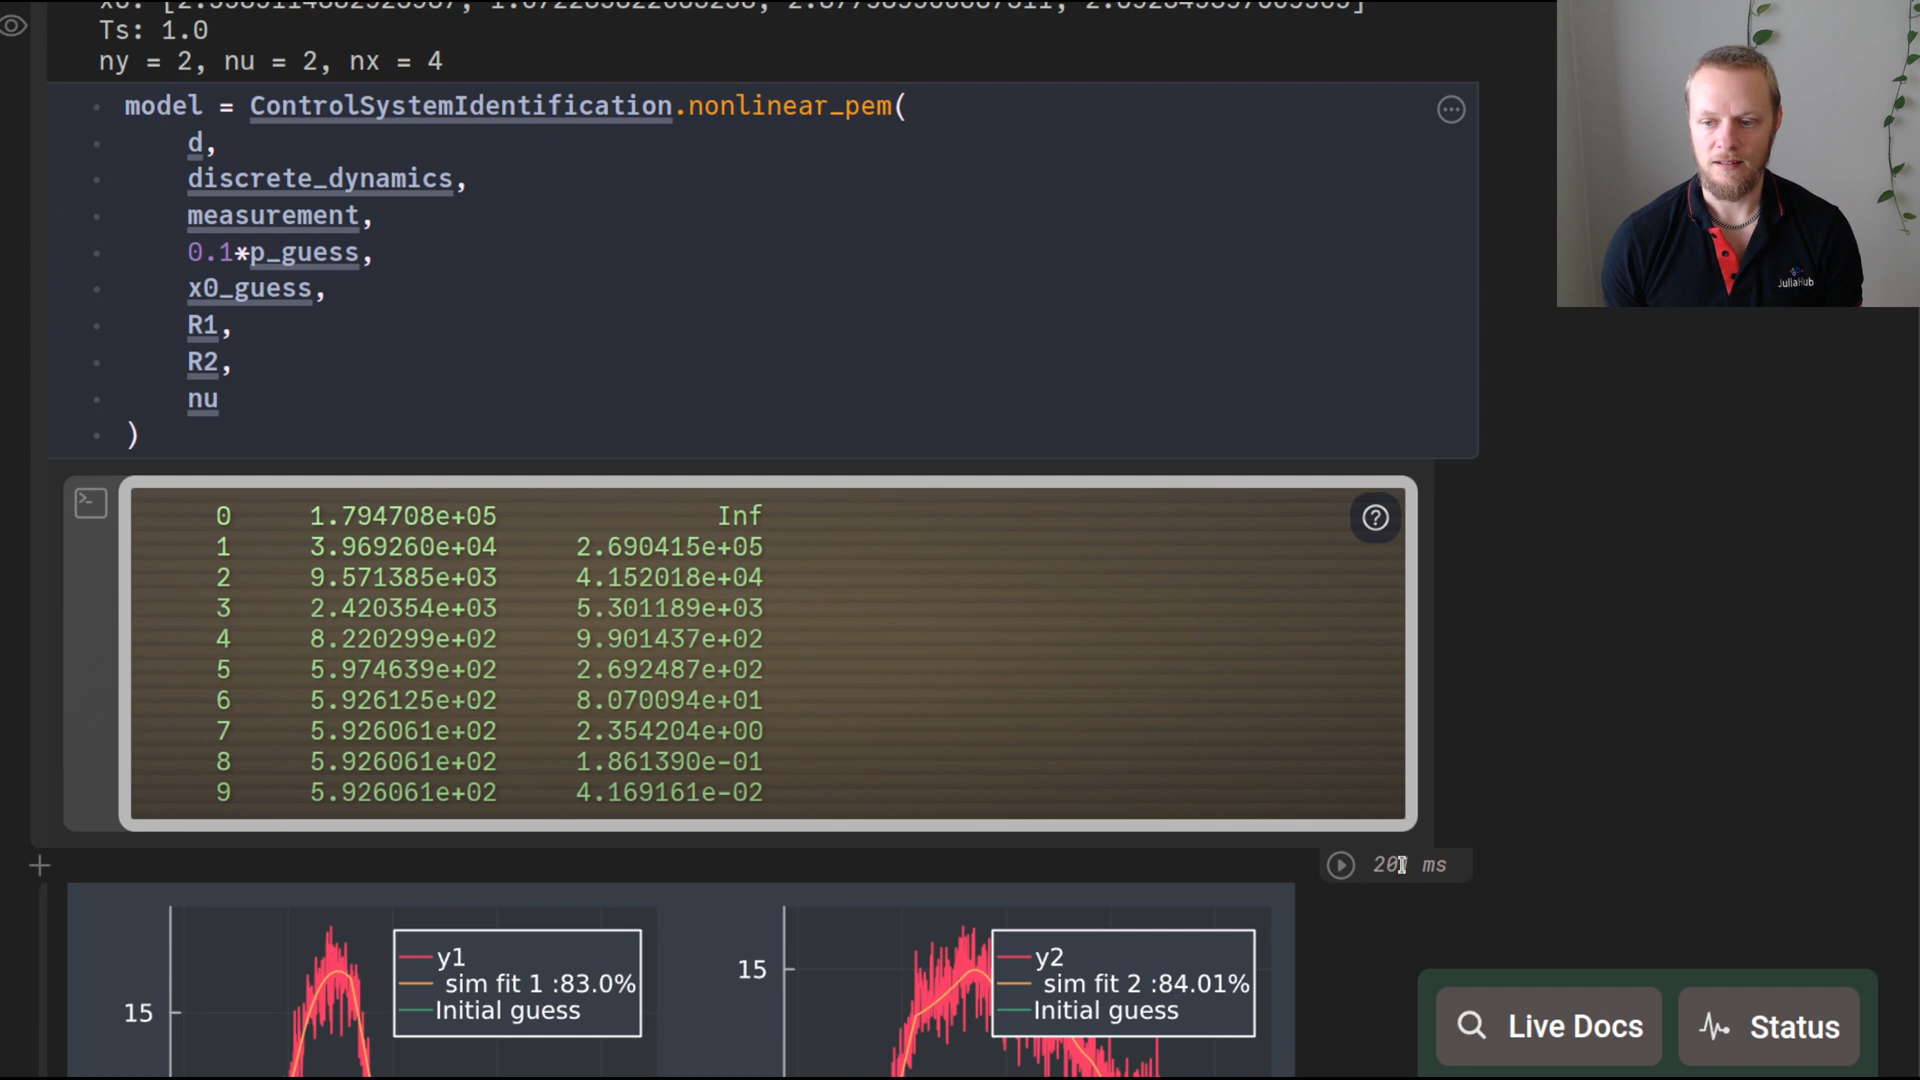 Ts: 1.0
ny = 2, nu = 2, nx = 4
model = ControlSystemIdentification.nonlinear_pem(
d,
discrete_dynamics,
measurement,
0.1*p_guess,
x0_guess,
R1,
R2,
nu
)
0 1.794708e+05 Inf
1 3.969260e+04 2.690415e+05
2 9.571385e+03 4.152018e+04
3 2.420354e+03 5.301189e+03
4 8.220299e+02 9.901437e+02
5 5.974639e+02 2.692487e+02
6 5.926125e+02 8.070094e+01
7 5.926061e+02 2.354204e+00
8 5.926061e+02 1.861390e-01
9 5.926061e+02 4.169161e-02
ms
y1
sim fit 1 :83.0%
Initial guess
15
y2
sim fit 2 :84.01%
Initial guess
15
Live Docs
Status
JuliaHub